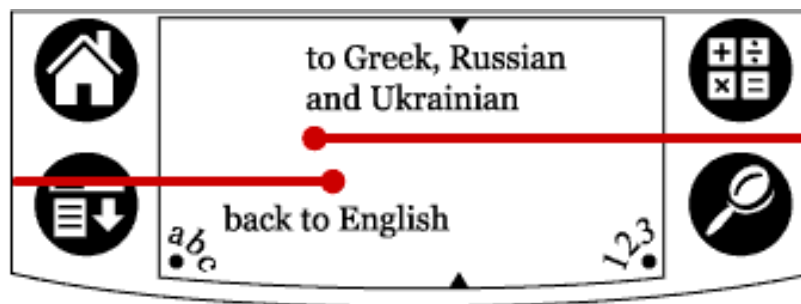 to Greek, Russian
and Ukrainian
back to English
abc
123